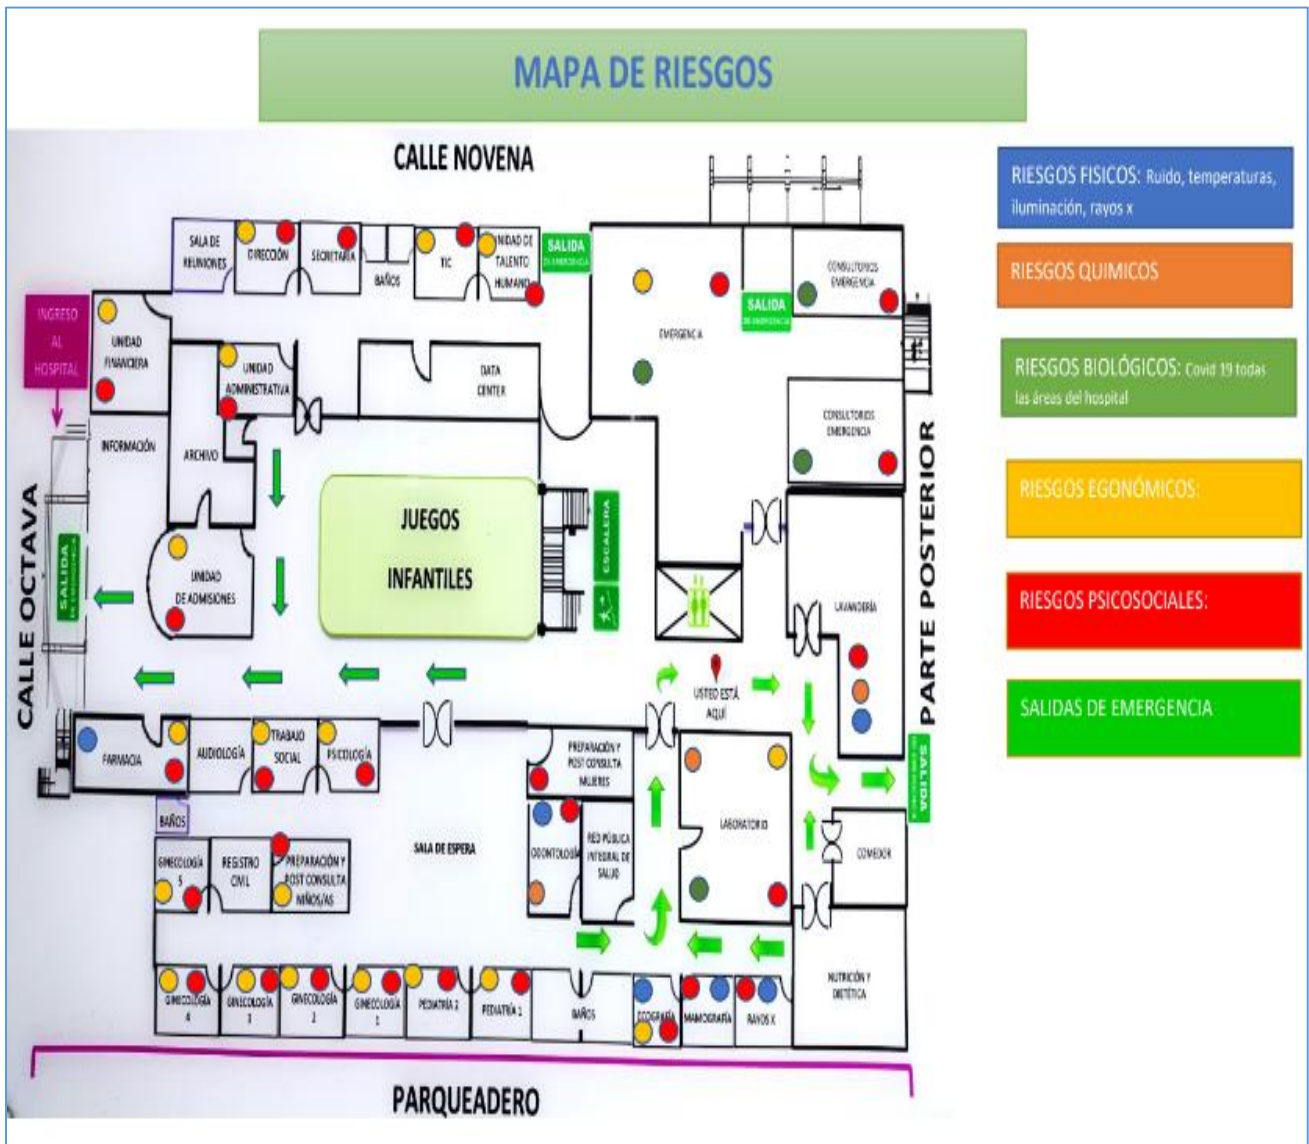 MAPA DE RIESGOS
CALLE NOVENA
RIESGOS FISICOS: Ruido, temperaturas,
iluminación, rayos x
RIESGOS QUIMICOS
RIESGOS BIOLÓGICOS: Covid 19 todas
las áreas del hospital
RIESGOS EGONÓMICOS:
RIESGOS PSICOSOCIALES:
SALIDAS DE EMERGENCIA
SALA DE
REUNIONES
DIRECCIÓN
SECRETARÍA
BAÑOS
TIC
UNIDAD DE
TALENTO
HUMANO
SALIDA
DE EMERGENCIA
EMERGENCIA
SALIDA
DE EMERGENCIA
CONSULTORIOS
EMERGENCIA
INGRESO
AL
HOSPITAL
UNIDAD
FINANCIERA
UNIDAD
ADMINISTRATIVA
DATA
CENTER
CONSULTORIOS
EMERGENCIA
INFORMACIÓN
ARCHIVO
CALLE OCTAVA
SALIDA
DE EMERGENCIA
UNIDAD
DE ADMISIONES
JUEGOS
INFANTILES
ESCALERA
PARTE POSTERIOR
LAVANDERÍA
USTED ESTÁ
AQUÍ
SALIDA
FARMACIA
AUDIOLOGÍA
TRABAJO
SOCIAL
PSICOLOGÍA
PREPARACIÓN Y
POST CONSULTA
MUJERES
BAÑOS
GINECOLOGÍA
5
REGISTRO
CIVIL
PREPARACIÓN Y
POST CONSULTA
NIÑOS/AS
SALA DE ESPERA
ODONTOLOGÍA
RED PÚBLICA
INTEGRAL DE
SALUD
LABORATORIO
COMEDOR
GINECOLOGÍA
4
GINECOLOGÍA
3
GINECOLOGÍA
2
GINECOLOGÍA
1
PEDIATRÍA 2
PEDIATRÍA 1
BAÑOS
ECOGRAFÍA
MAMOGRAFÍA
RAYOS X
NUTRICIÓN Y
DIETÉTICA
PARQUEADERO